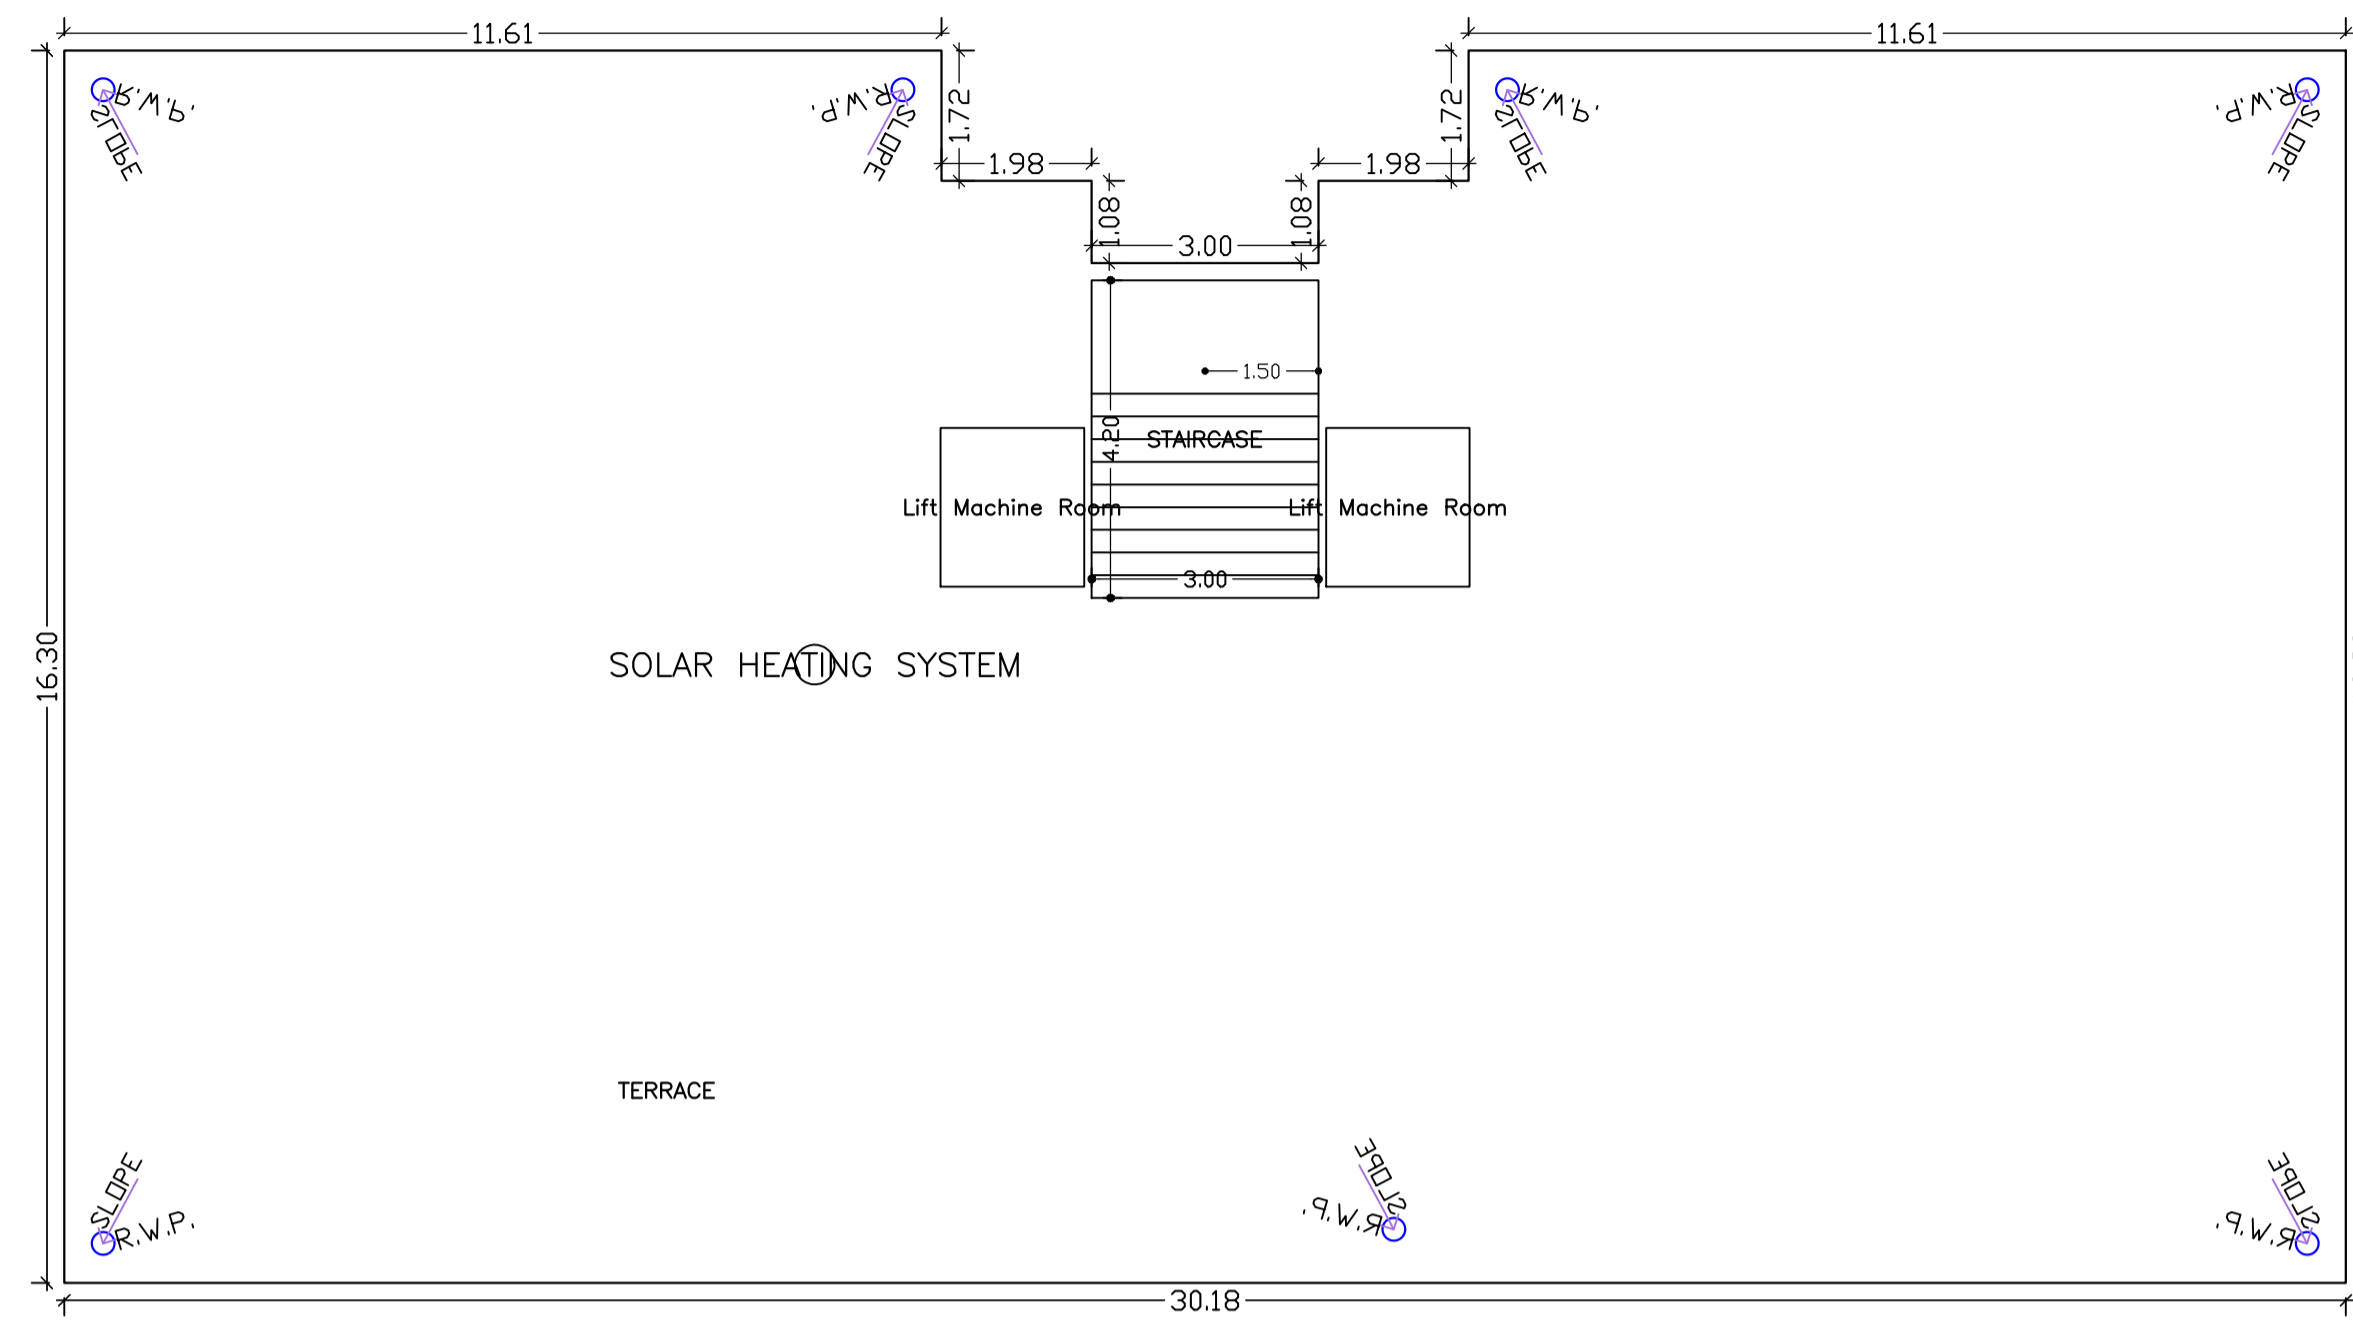 11.61
11.61
R.W.P.
SLOPE
R.W.P.
SLOPE
1.72
1.72
R.W.P.
SLOPE
R.W.P.
SLOPE
1.98
1.98
1.08
1.08
3.00
1.50
4.20
STAIRCASE
Lift Machine Room
Lift Machine Room
3.00
16.30
SOLAR HEATING SYSTEM
TERRACE
SLOPE
R.W.P.
SLOPE
R.W.P.
SLOPE
R.W.P.
30.18